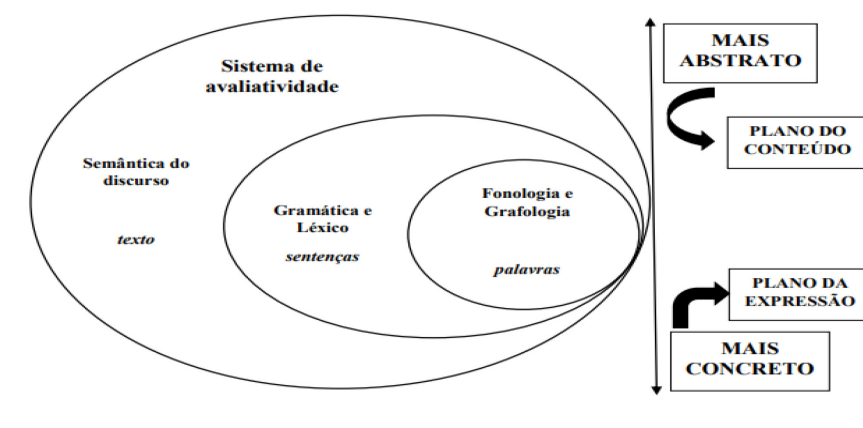 Sistema de
avaliatividade
Semântica do
discurso
texto
Gramática e
Léxico
sentenças
Fonologia e
Grafologia
palavras
MAIS
ABSTRATO
PLANO DO
CONTEÚDO
PLANO DA
EXPRESSÃO
MAIS
CONCRETO